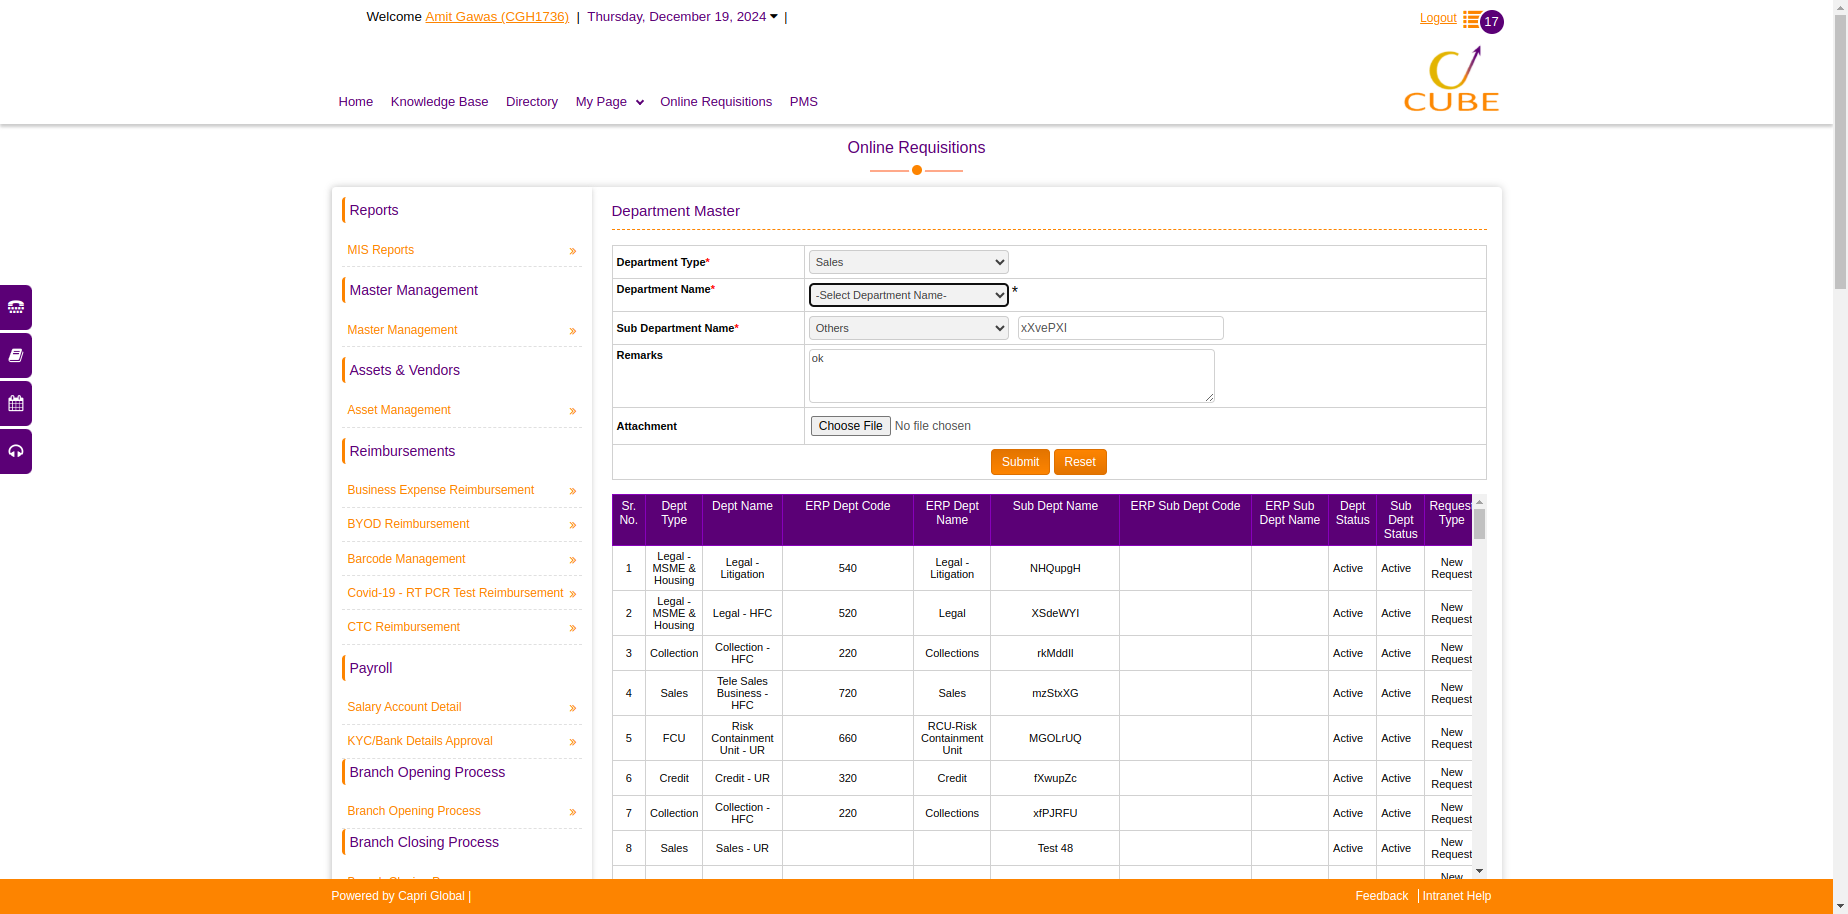 Welcome Amit Gawas (CGH1736) | Thursday, December 19, 2024 |
Logout 17
CUBE
Home Knowledge Base Directory My Page Online Requisitions PMS
Online Requisitions
Reports
MIS Reports
Master Management
Master Management
Assets & Vendors
Asset Management
Reimbursements
Business Expense Reimbursement
BYOD Reimbursement
Barcode Management
Covid-19 - RT PCR Test Reimbursement
CTC Reimbursement
Payroll
Salary Account Detail
KYC/Bank Details Approval
Branch Opening Process
Branch Opening Process
Branch Closing Process
Department Master
Department Type* Sales
Department Name* -Select Department Name- *
Sub Department Name* Others xXvePXI
Remarks ok
Attachment Choose File No file chosen
Submit Reset
Sr. No. Dept Type Dept Name ERP Dept Code ERP Dept Name Sub Dept Name ERP Sub Dept Code ERP Sub Dept Name Dept Status Sub Dept Status Request Type
1 Legal - MSME & Housing Legal - Litigation 540 Legal - Litigation NHQupgH Active Active New Request
2 Legal - MSME & Housing Legal - HFC 520 Legal XSdeWYI Active Active New Request
3 Collection Collection - HFC 220 Collections rkMddIl Active Active New Request
4 Sales Tele Sales Business - HFC 720 Sales mzStxXG Active Active New Request
5 FCU Risk Containment Unit - UR 660 RCU-Risk Containment Unit MGOLrUQ Active Active New Request
6 Credit Credit - UR 320 Credit fXwupZc Active Active New Request
7 Collection Collection - HFC 220 Collections xfPJRFU Active Active New Request
8 Sales Sales - UR Test 48 Active Active New Request
New
Powered by Capri Global |
Feedback | Intranet Help